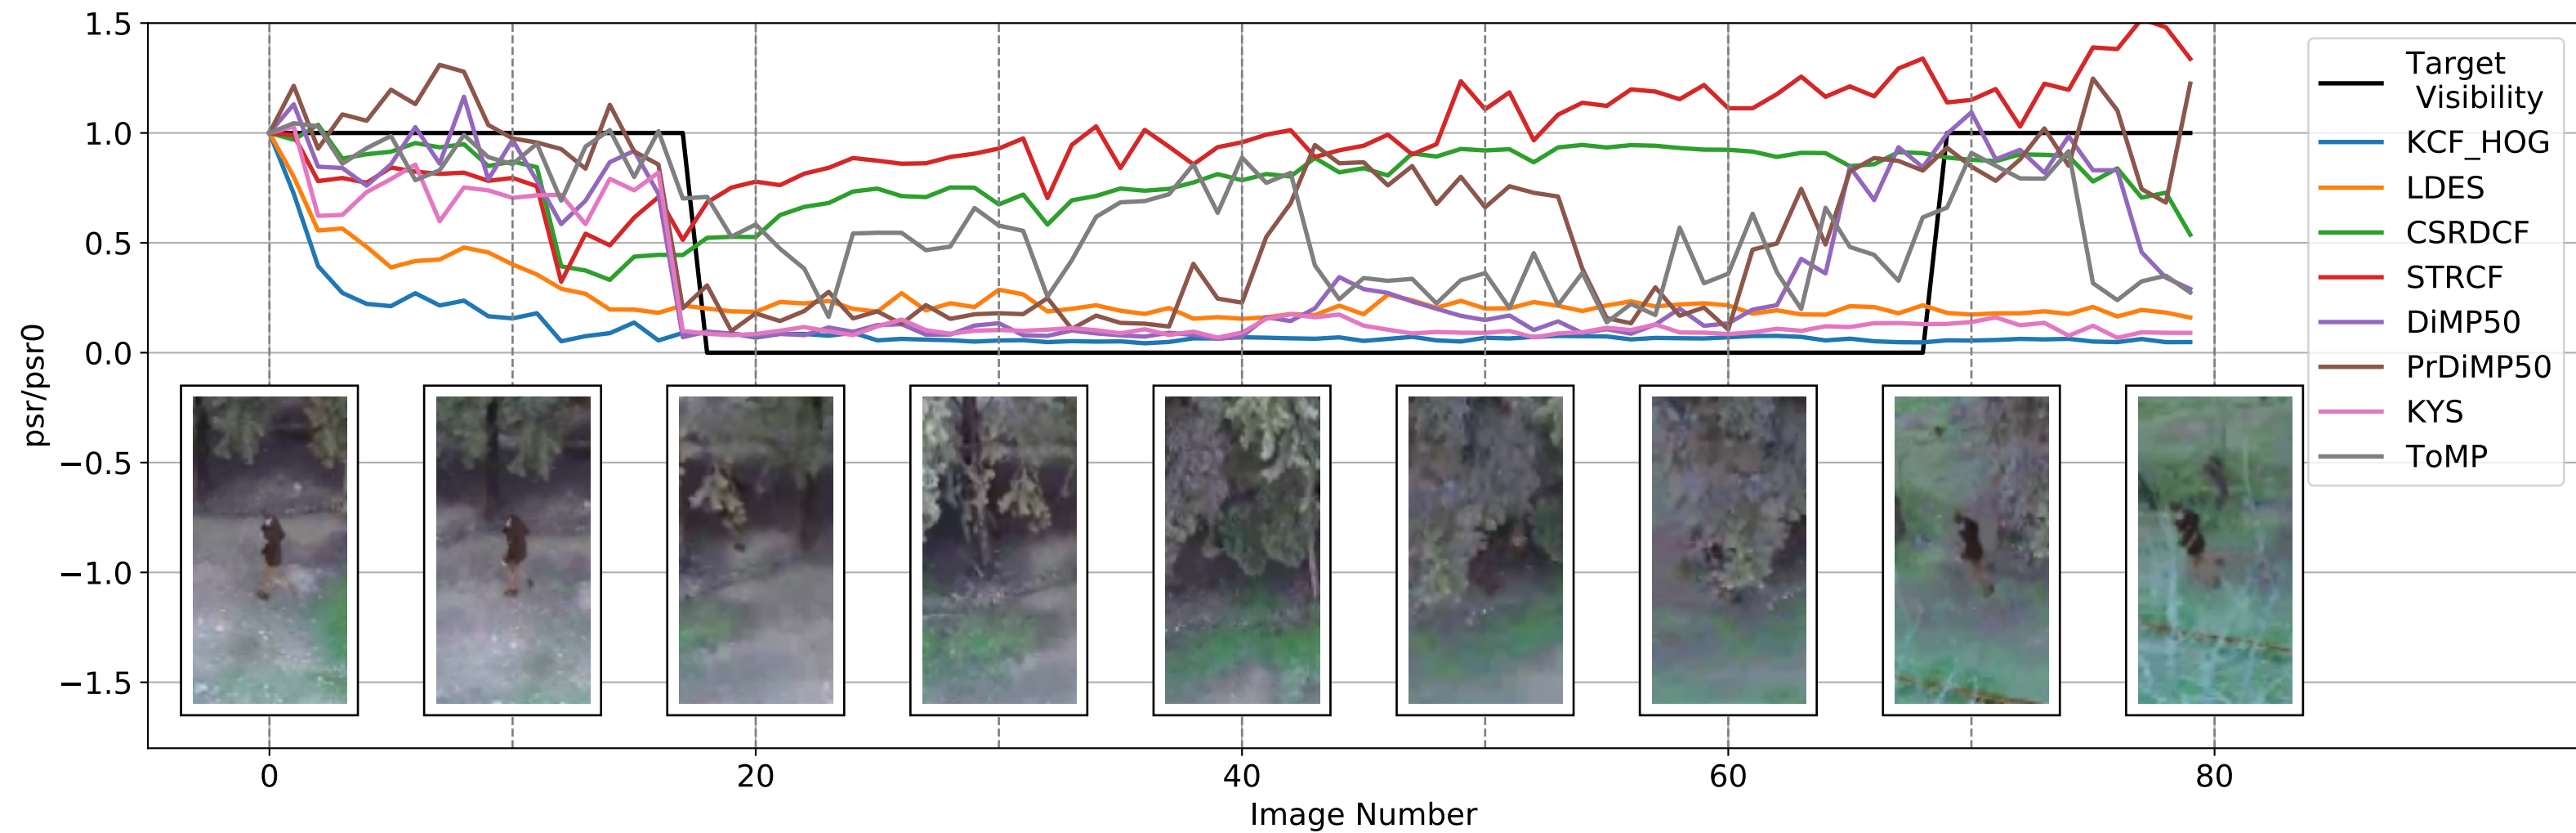 1.5
1.0
0.5
0.0
−0.5
−1.0
−1.5
psr/psr0
0
20
40
60
80
Image Number
Target
Visibility
KCF_HOG
LDES
CSRDCF
STRCF
DiMP50
PrDiMP50
KYS
ToMP